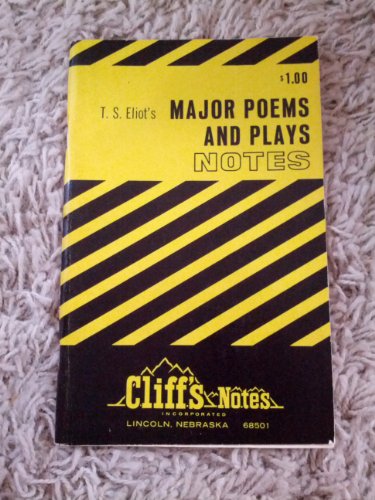 $1.00
T. S. Eliot's MAJOR POEMS
AND PLAYS
NOTES
Cliff's Notes
INCORPORATED
LINCOLN, NEBRASKA 68501